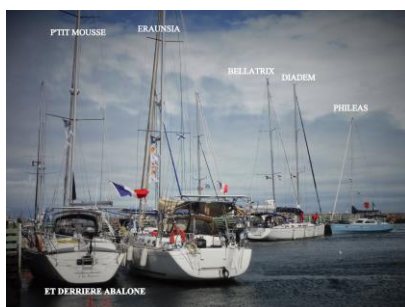 P'TIT MOUSSE
ERAUNSIA
BELLATRIX
DIADEM
PHILEAS
ET DERRIERE ABALONE